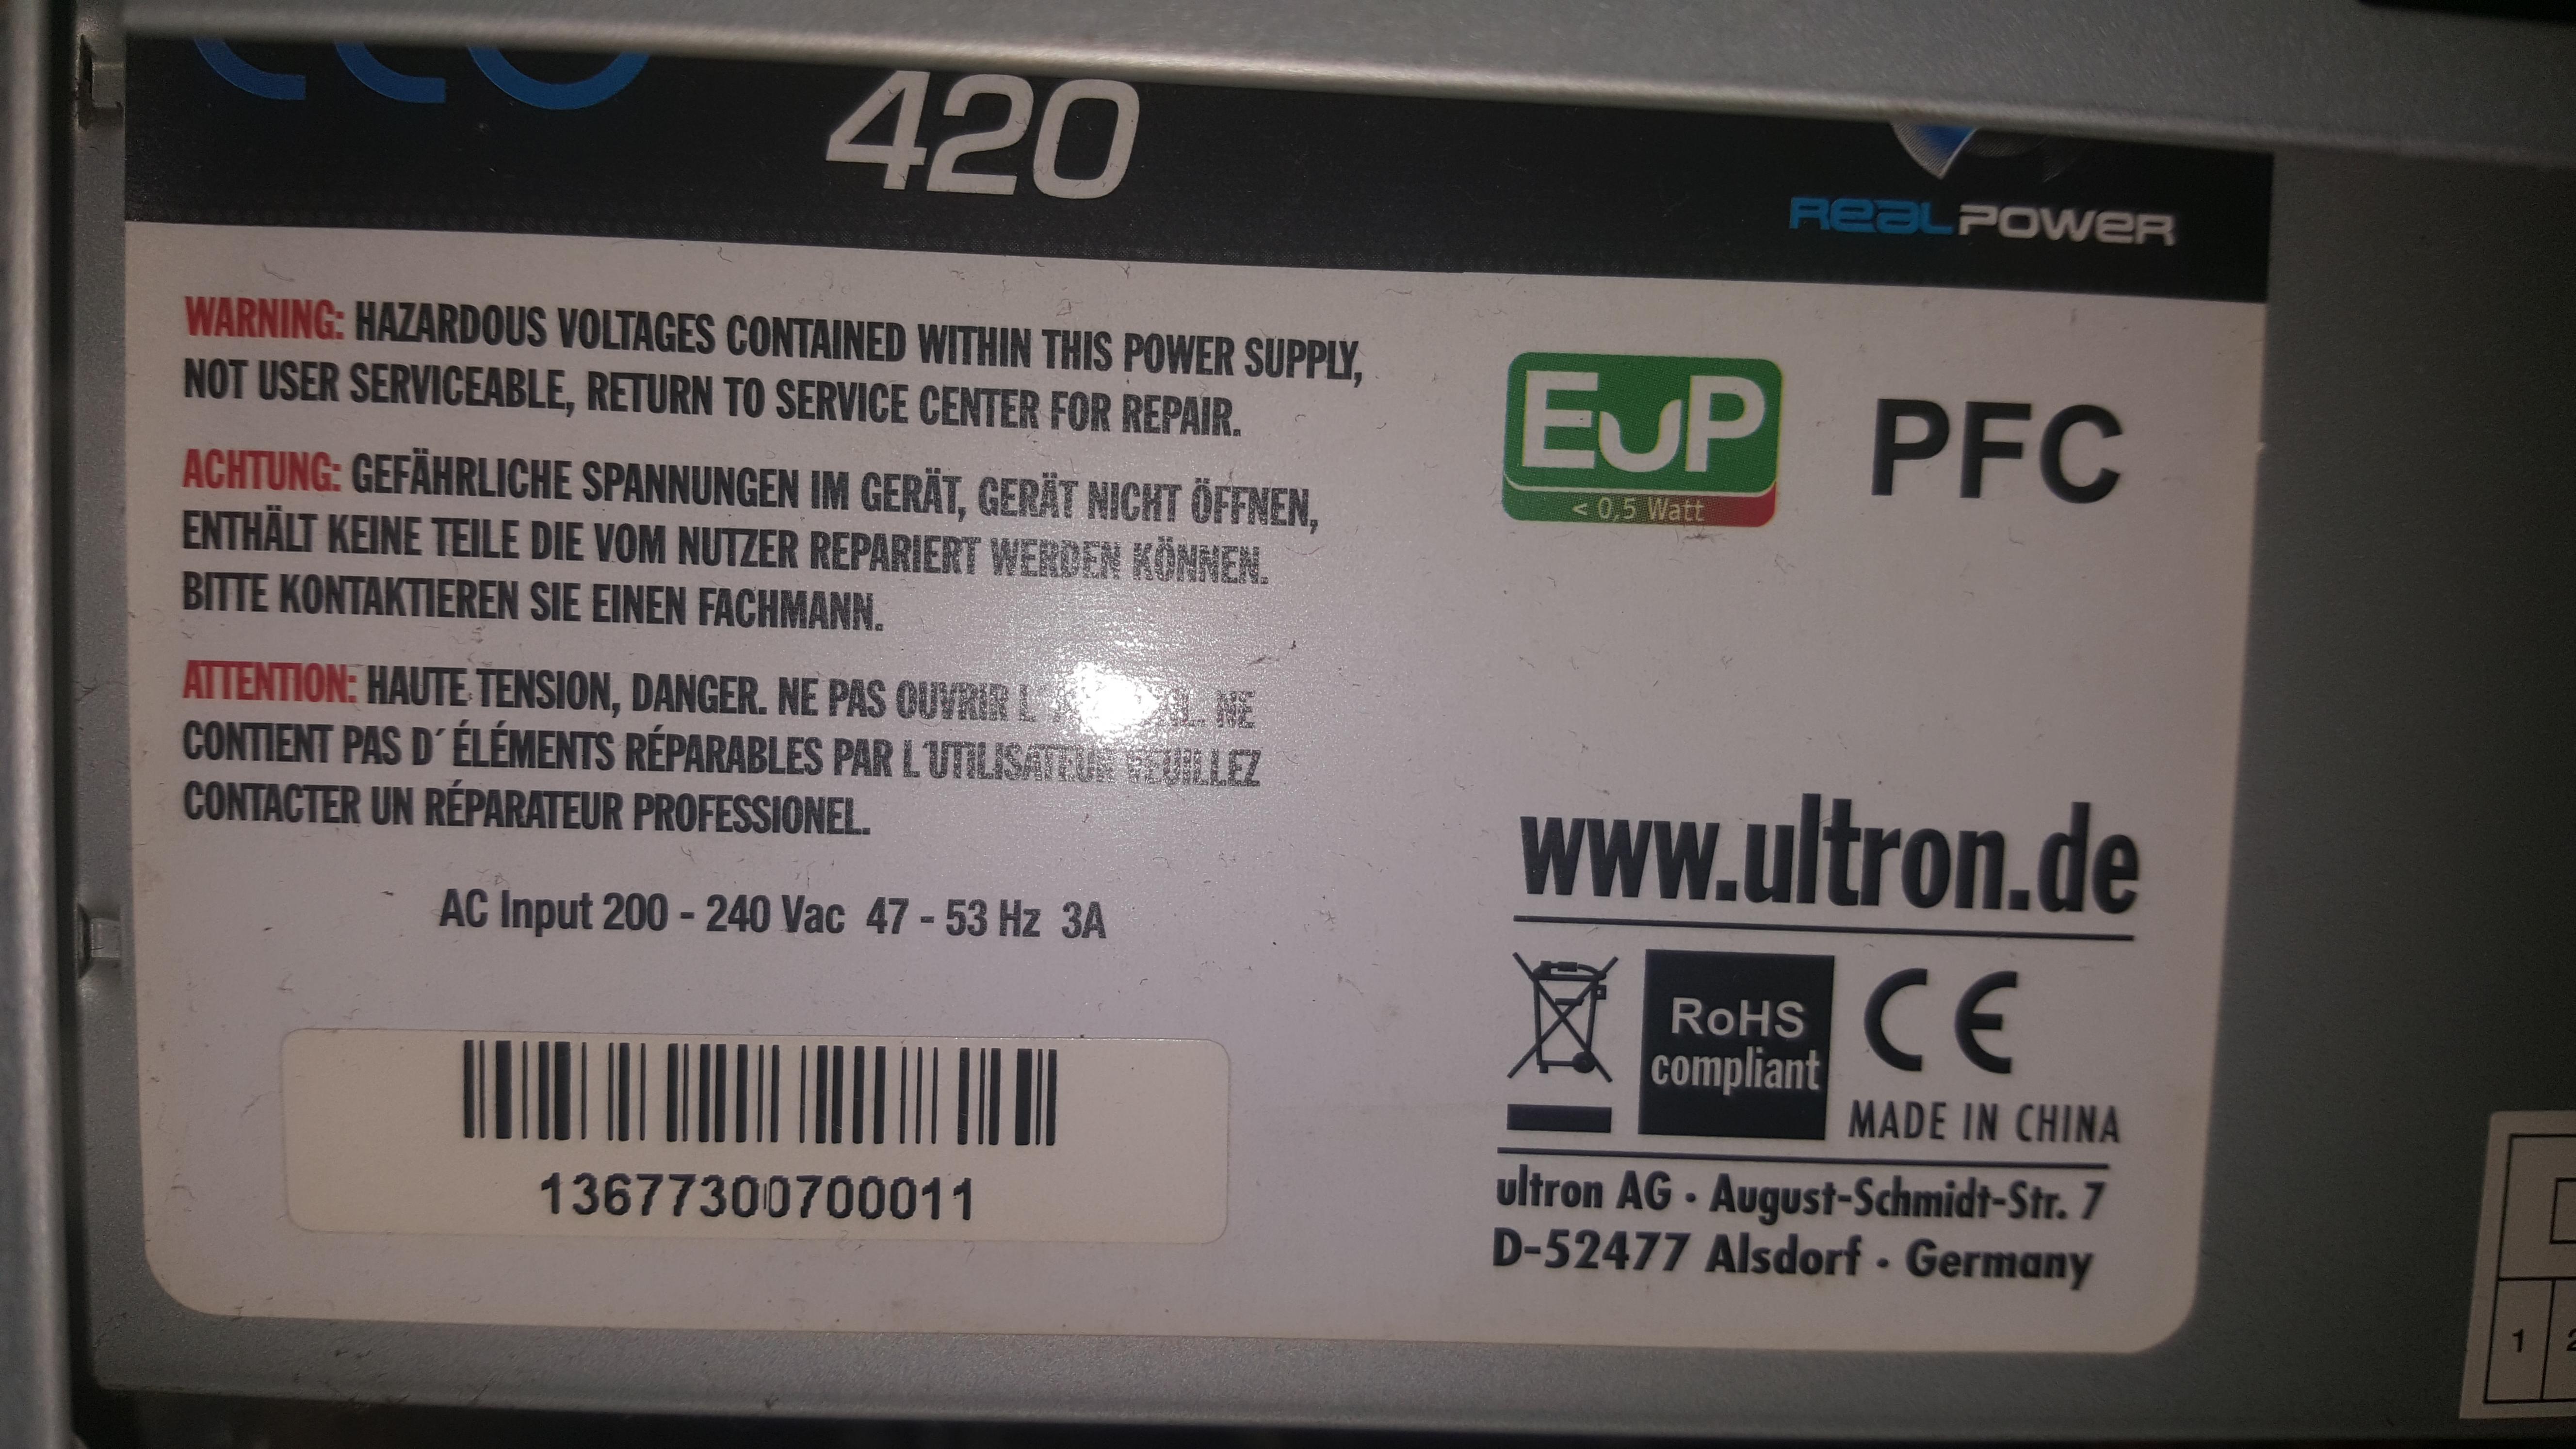 420
REALPOWER
WARNING: HAZARDOUS VOLTAGES CONTAINED WITHIN THIS POWER SUPPLY,
NOT USER SERVICEABLE, RETURN TO SERVICE CENTER FOR REPAIR.
ACHTUNG: GEFÄHRLICHE SPANNUNGEN IM GERÄT, GERÄT NICHT ÖFFNEN,
ENTHÄLT KEINE TEILE DIE VOM NUTZER REPARIERT WERDEN KÖNNEN.
BITTE KONTAKTIEREN SIE EINEN FACHMANN.
ATTENTION: HAUTE TENSION, DANGER. NE PAS OUVRIR NE
CONTIENT PAS D´ÉLÉMENTS RÉPARABLES PAR L'UTILISATEUR VEUILLEZ
CONTACTER UN RÉPARATEUR PROFESSIONEL.
AC Input 200 - 240 Vac 47 - 53 Hz 3A
13677300700011
EuP
< 0,5 Watt
PFC
www.ultron.de
RoHS
compliant
CE
MADE IN CHINA
ultron AG · August-Schmidt-Str. 7
D-52477 Alsdorf · Germany
1